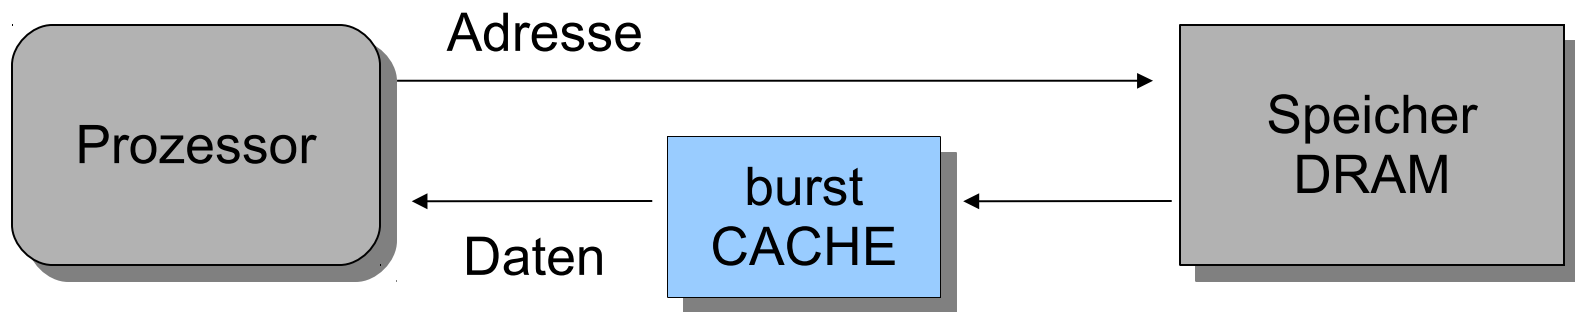 Adresse
Prozessor
Speicher
DRAM
burst
CACHE
Daten